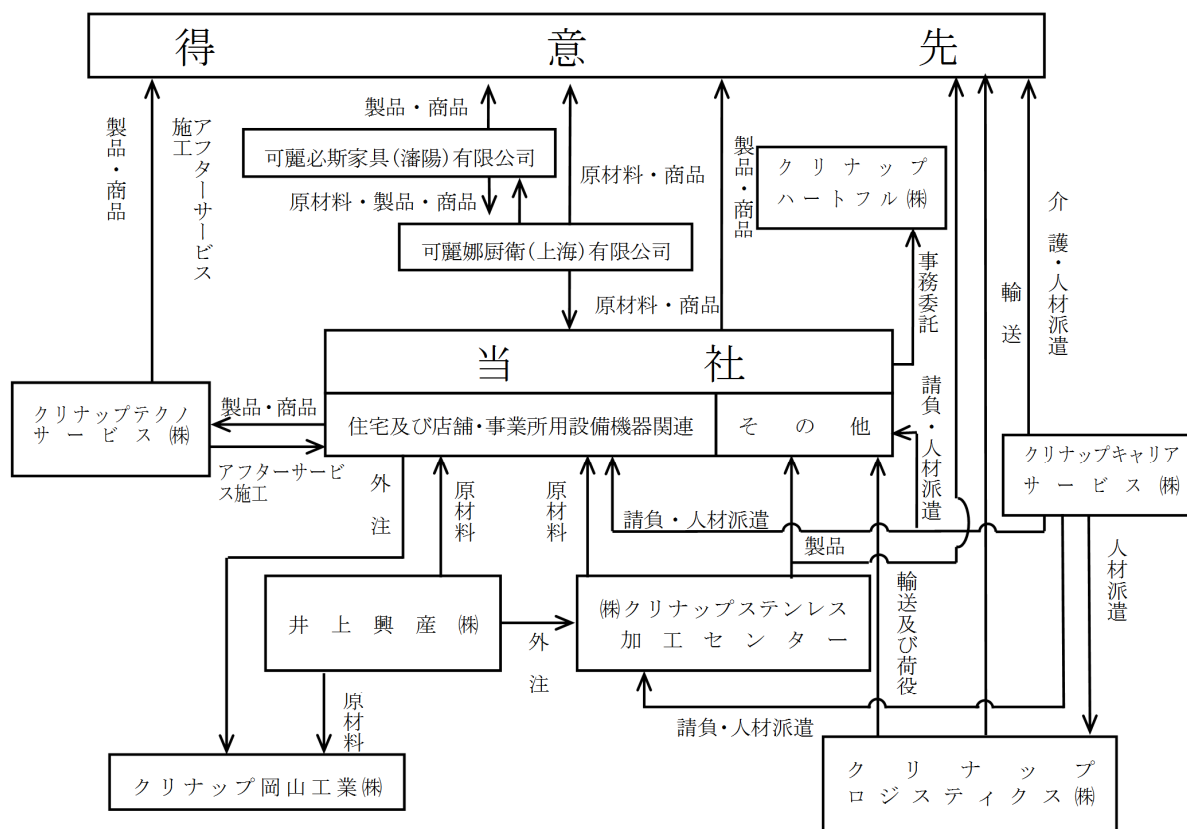 得意先
製品・商品
アフターサービス
施工
製品・商品
可麗必斯家具(瀋陽)有限公司
原材料・製品・商品
原材料・商品
可麗娜厨衛(上海)有限公司
原材料・商品
製品・商品
クリナップ
ハートフル㈱
事務委託
輸送
介護・人材派遣
当社
住宅及び店舗・事業所用設備機器関連
その他
クリナップテクノ
サービス㈱
製品・商品
アフターサービ
ス施工
外注
原材料
原材料
請負・人材派遣
請負・人材派遣
クリナップキャリア
サービス㈱
製品
人材派遣
井上興産㈱
外注
㈱クリナップステンレス
加工センター
輸送及び荷役
原材料
請負・人材派遣
クリナップ岡山工業㈱
クリナップ
ロジスティクス㈱